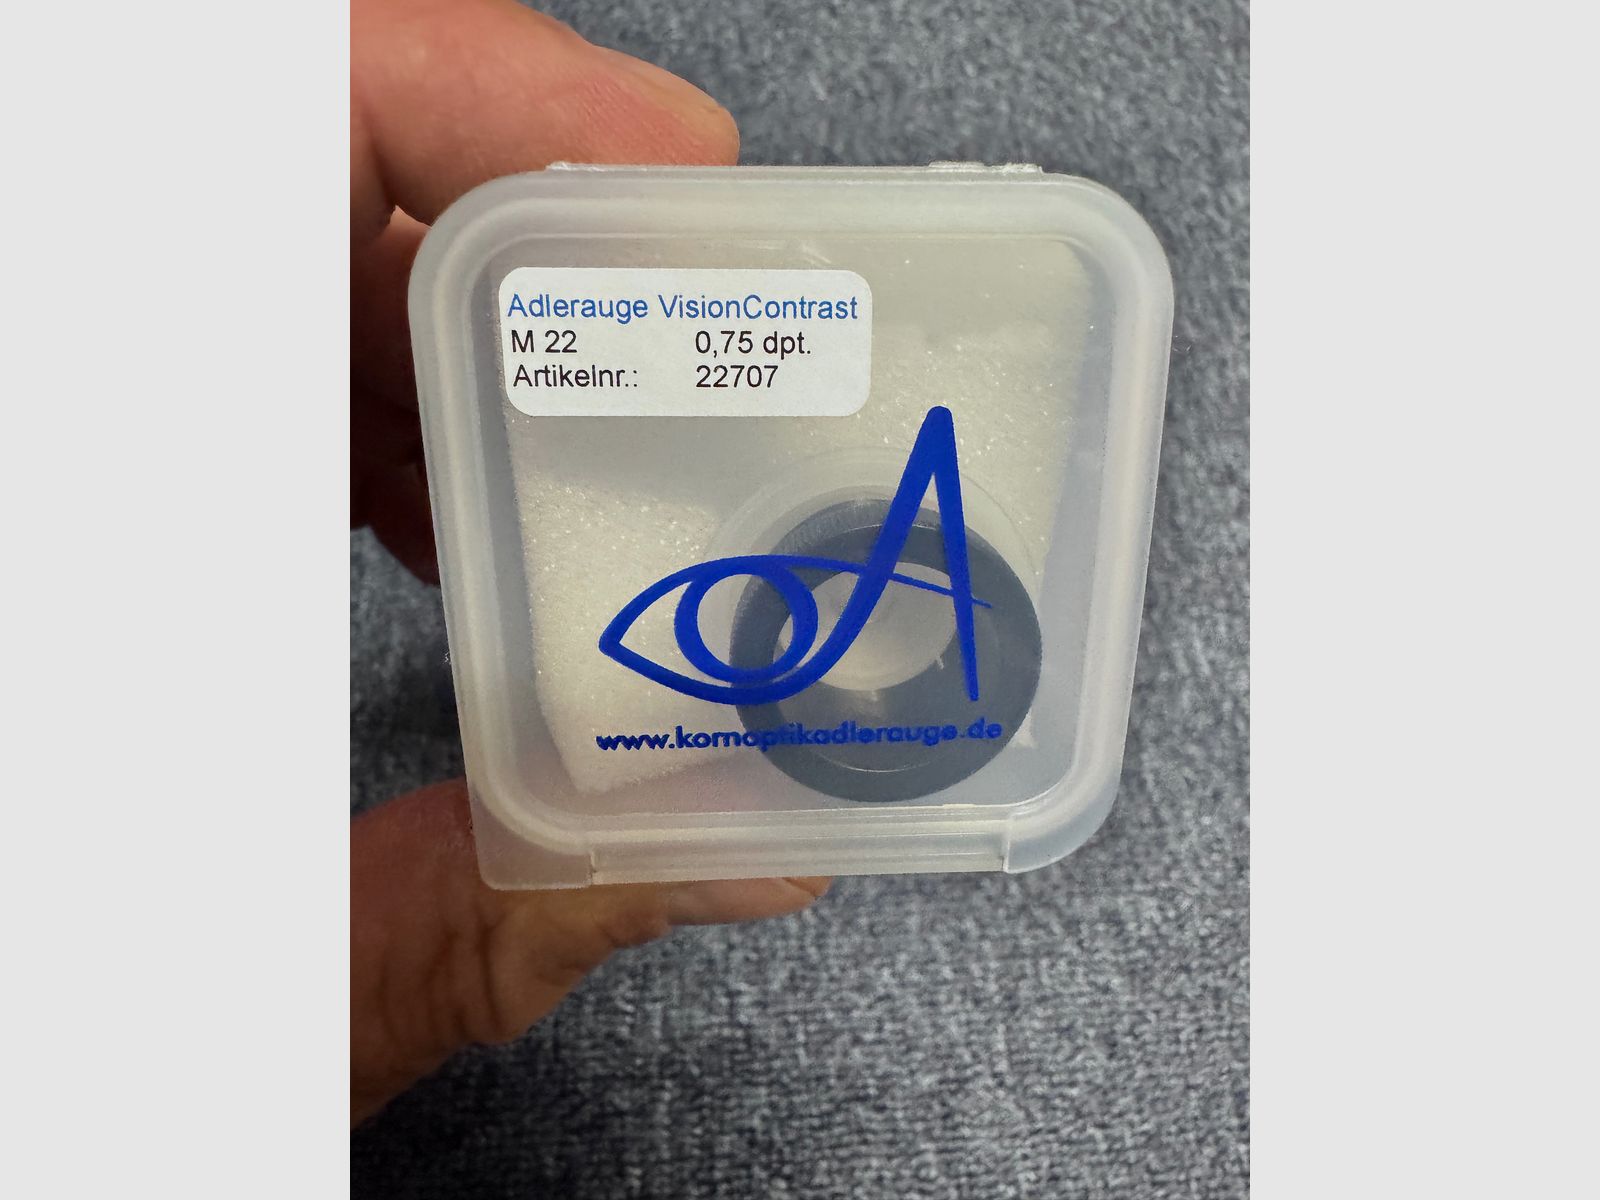 Adlerauge VisionContrast
M 22 0,75 dpt.
Artikelnr.: 22707
www.kornoptikadlerauge.de